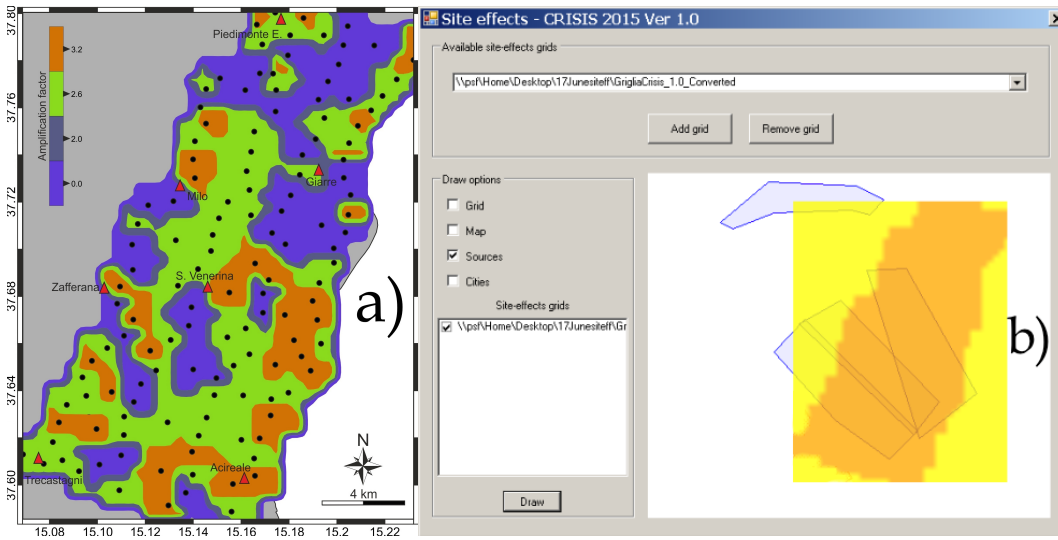 37.80
37.76
37.72
37.68
37.64
37.60
Amplification factor
3.2
2.6
2.0
0.0
Piedimonte E.
Giarre
Milo
S. Venerina
Zafferana
Acireale
Trecastagni
N
4 km
a)
15.08 15.10 15.12 15.14 15.16 15.18 15.2 15.22
Site effects - CRISIS 2015 Ver 1.0
Available site-effects grids
\\psf\Home\Desktop\17Junesiteff\GrigliaCrisis_1.0_Converted
Add grid
Remove grid
Draw options
Grid
Map
Sources
Cities
Site-effects grids
\\psf\Home\Desktop\17Junesiteff\Gr
Draw
b)